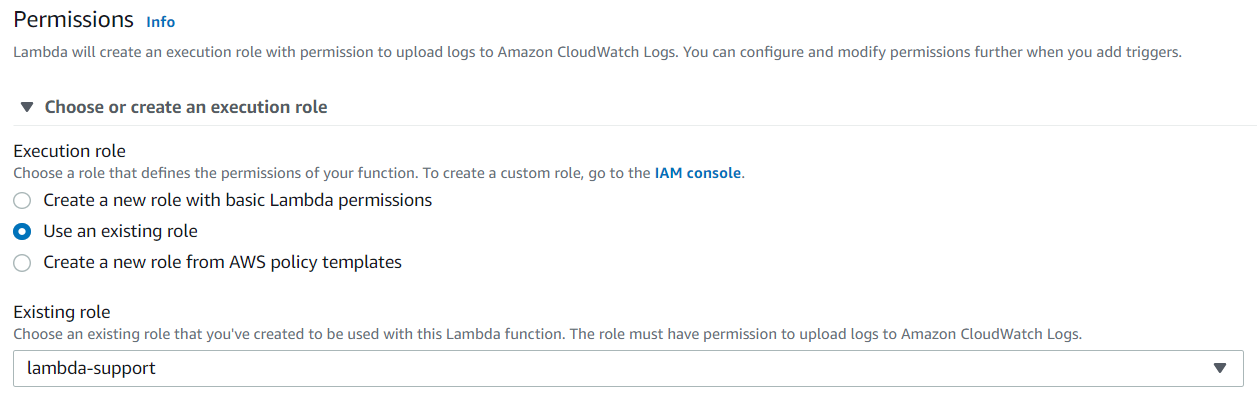 Permissions Info
Lambda will create an execution role with permission to upload logs to Amazon CloudWatch Logs. You can configure and modify permissions further when you add triggers.
Choose or create an execution role
Execution role
Choose a role that defines the permissions of your function. To create a custom role, go to the IAM console.
Create a new role with basic Lambda permissions
Use an existing role
Create a new role from AWS policy templates
Existing role
Choose an existing role that you've created to be used with this Lambda function. The role must have permission to upload logs to Amazon CloudWatch Logs.
lambda-support